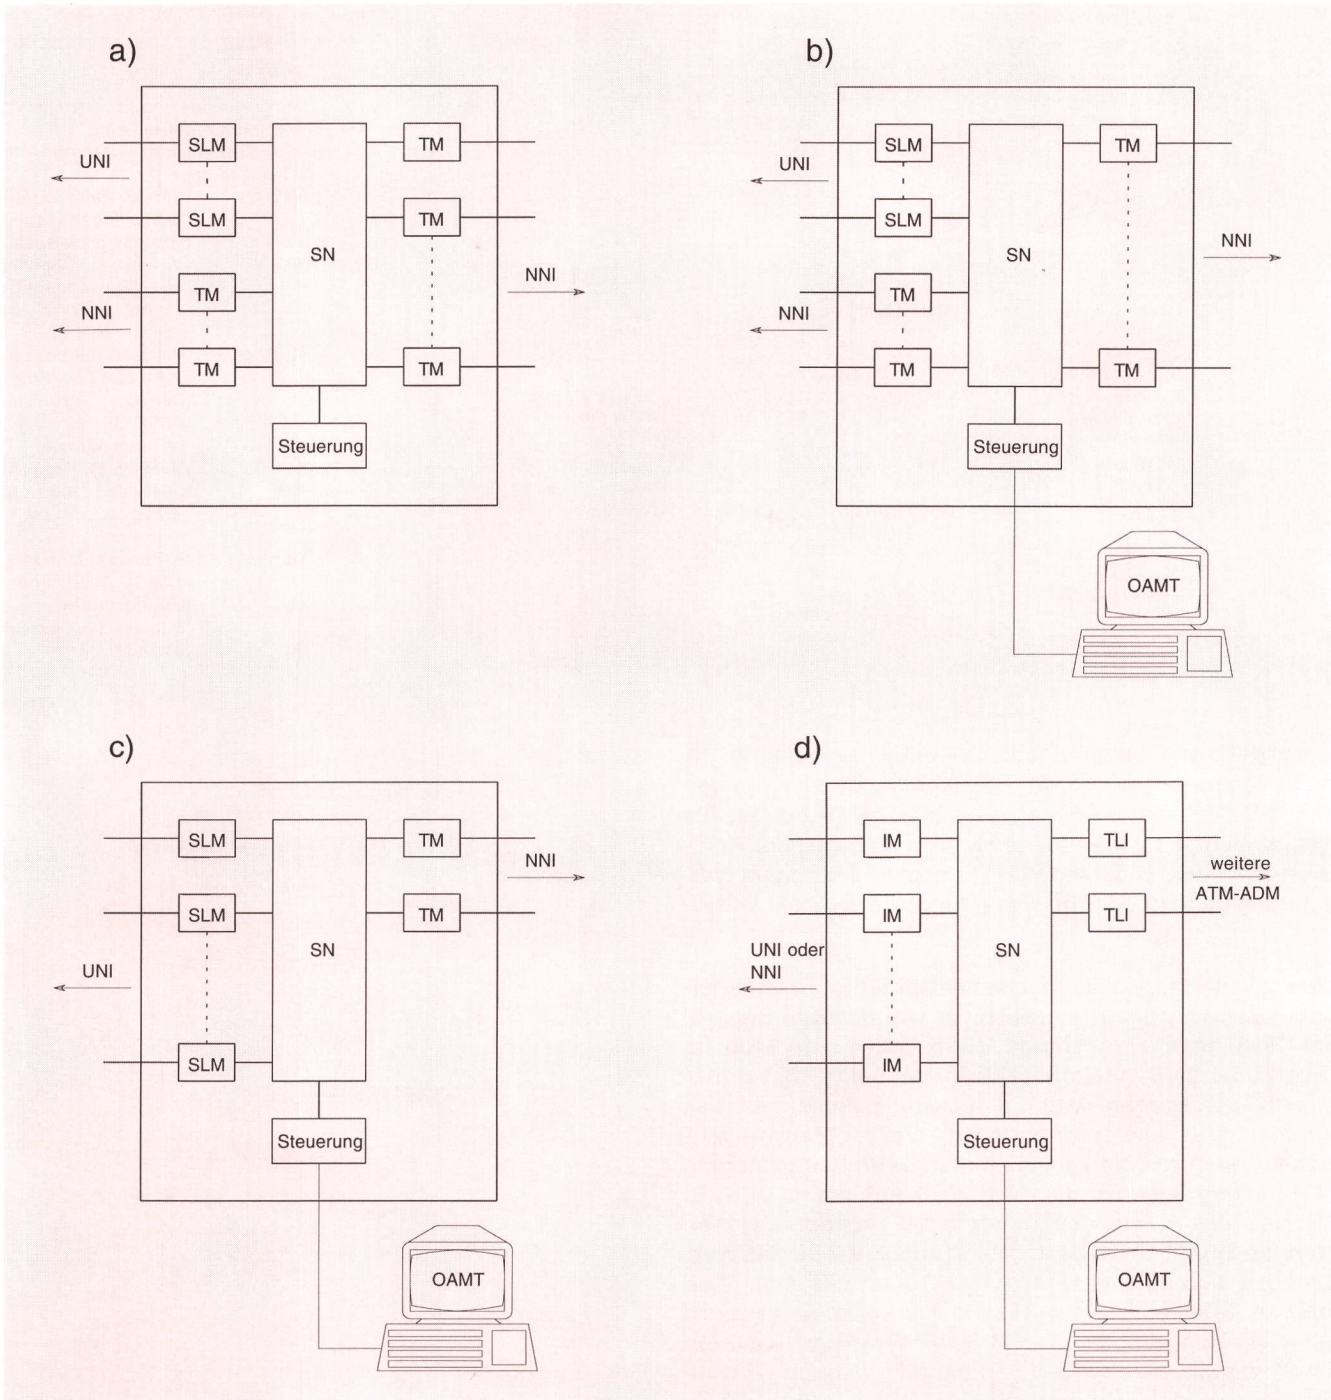 a)
SLM
TM
UNI
SLM
TM
SN
NNI
TM
NNI
TM
TM
Steuerung
b)
SLM
TM
UNI
SLM
NNI
SN
TM
NNI
TM
TM
Steuerung
OAMT
c)
SLM
TM
NNI
SLM
TM
SN
UNI
SLM
Steuerung
OAMT
d)
IM
TLI
weitere
ATM-ADM
IM
TLI
UNI oder
NNI
SN
IM
Steuerung
OAMT